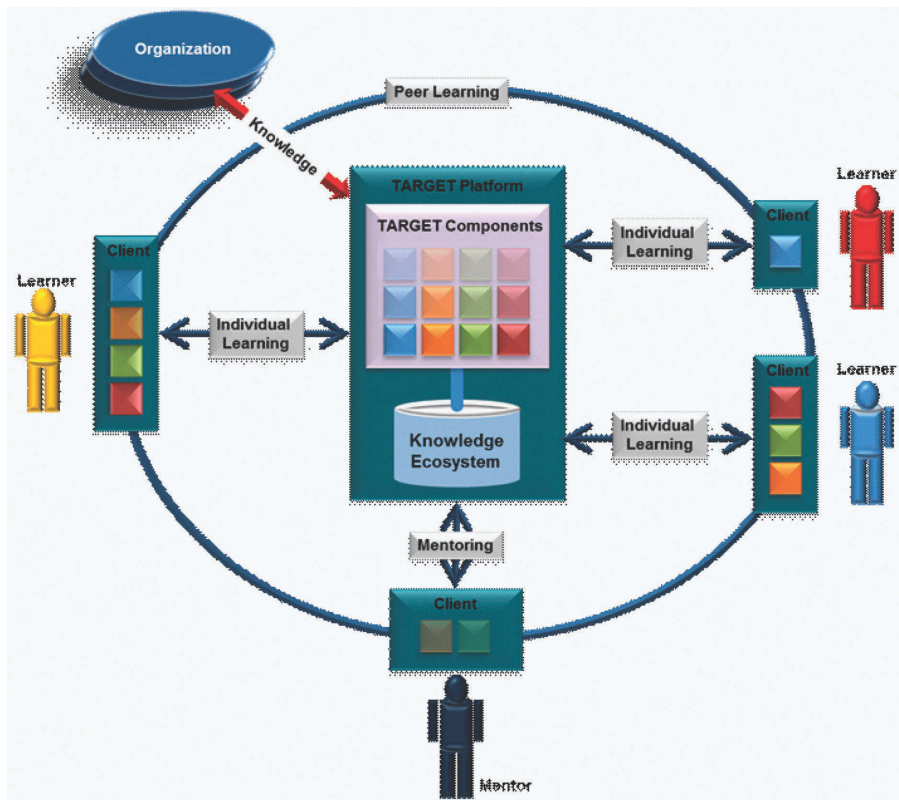 Organization
Peer Learning
Knowledge
TARGET Platform
TARGET Components
Learner
Client
Individual
Learning
Client
Learner
Individual
Learning
Client
Learner
Individual
Learning
Knowledge
Ecosystem
Mentoring
Client
Mentor